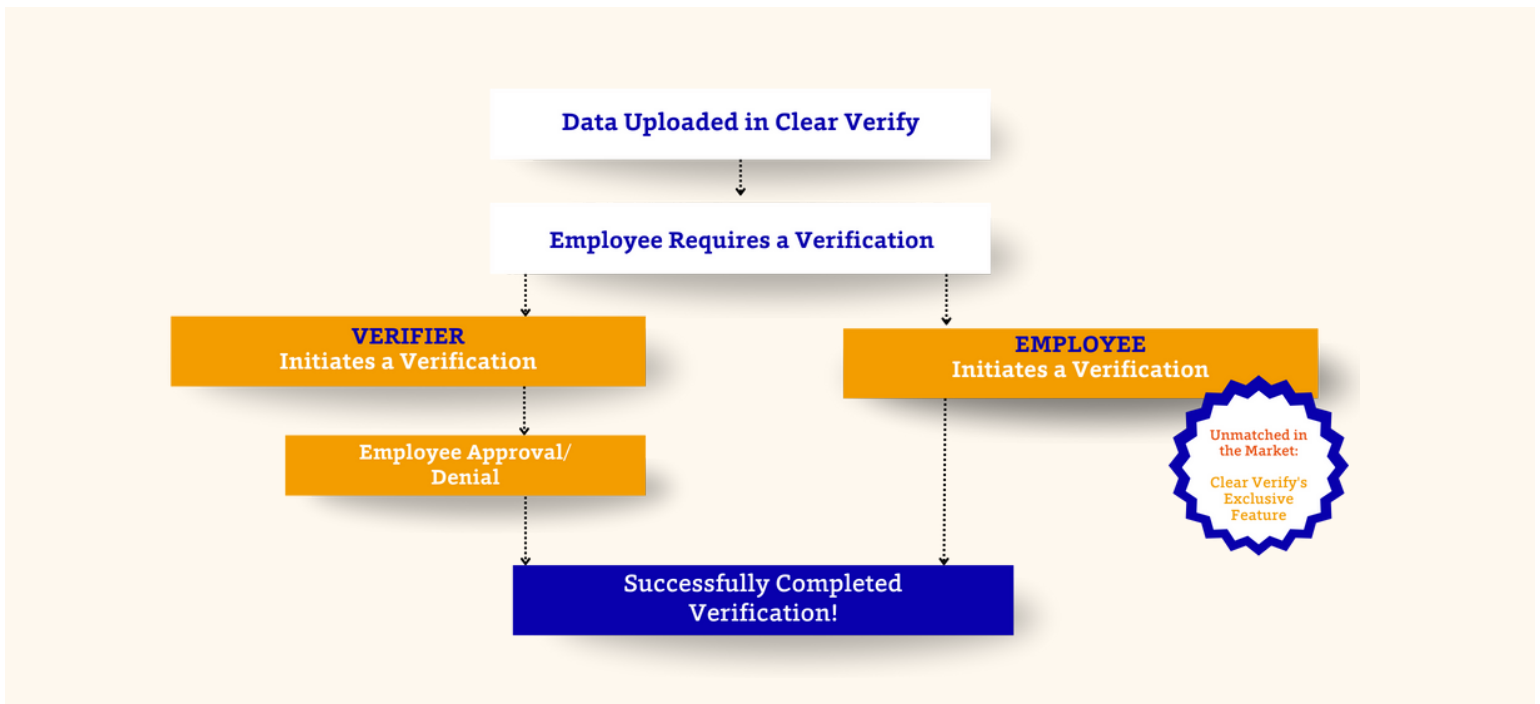 Data Uploaded in Clear Verify
Employee Requires a Verification
VERIFIER
Initiates a Verification
EMPLOYEE
Initiates a Verification
Employee Approval/
Denial
Unmatched in
the Market:
Clear Verify's
Exclusive
Feature
Successfully Completed
Verification!